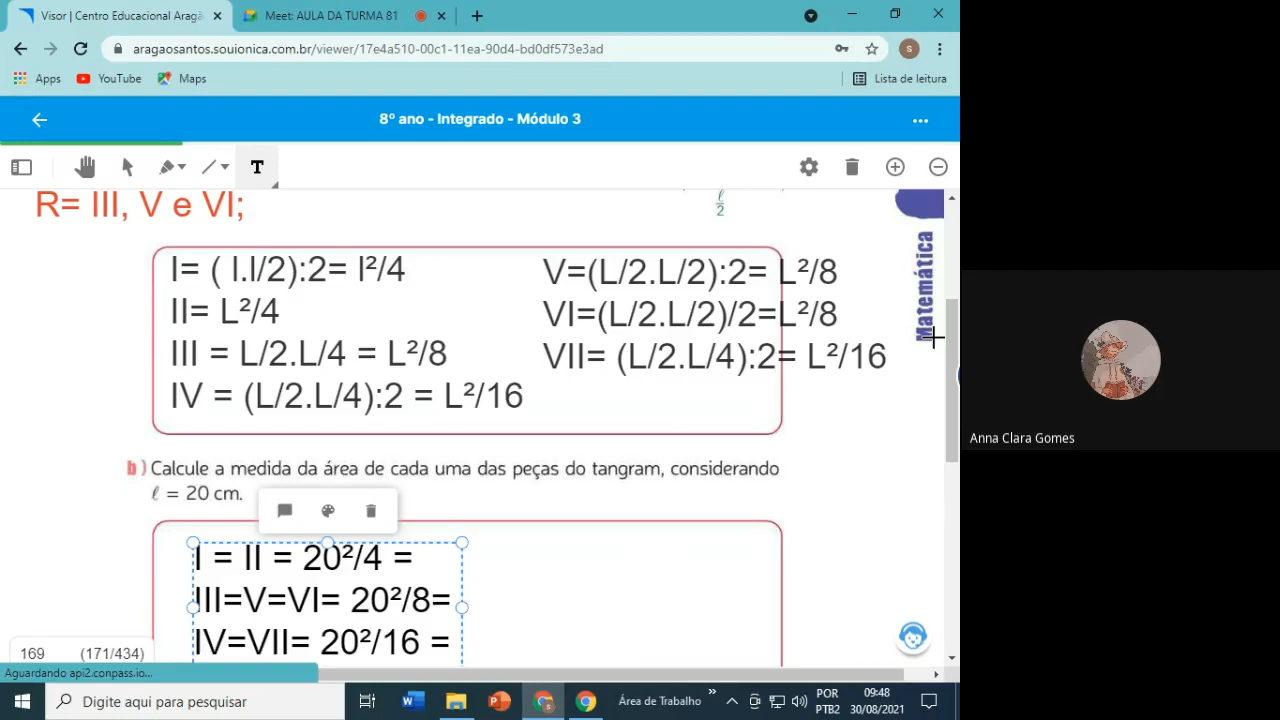 Visor | Centro Educacional Aragã
Meet: AULA DA TURMA 81
aragaosantos.souionica.com.br/viewer/17e4a510-00c1-11ea-90d4-bd0df573e3ad
s
Apps
YouTube
Maps
Lista de leitura
8º ano - Integrado - Módulo 3
T
R= III, V e VI;
ℓ
2
I= ( l.l/2):2= l²/4
II= L²/4
III = L/2.L/4 = L²/8
IV = (L/2.L/4):2 = L²/16
V=(L/2.L/2):2= L²/8
VI=(L/2.L/2)/2=L²/8
VII= (L/2.L/4):2= L²/16
Matemática
b) Calcule a medida da área de cada uma das peças do tangram, considerando
ℓ = 20 cm.
I = II = 20²/4 =
III=V=VI= 20²/8=
IV=VII= 20²/16 =
169 (171/434)
Aguardando api2.conpass.io...
Anna Clara Gomes
Digite aqui para pesquisar
Área de Trabalho
POR
PTB2
09:48
30/08/2021